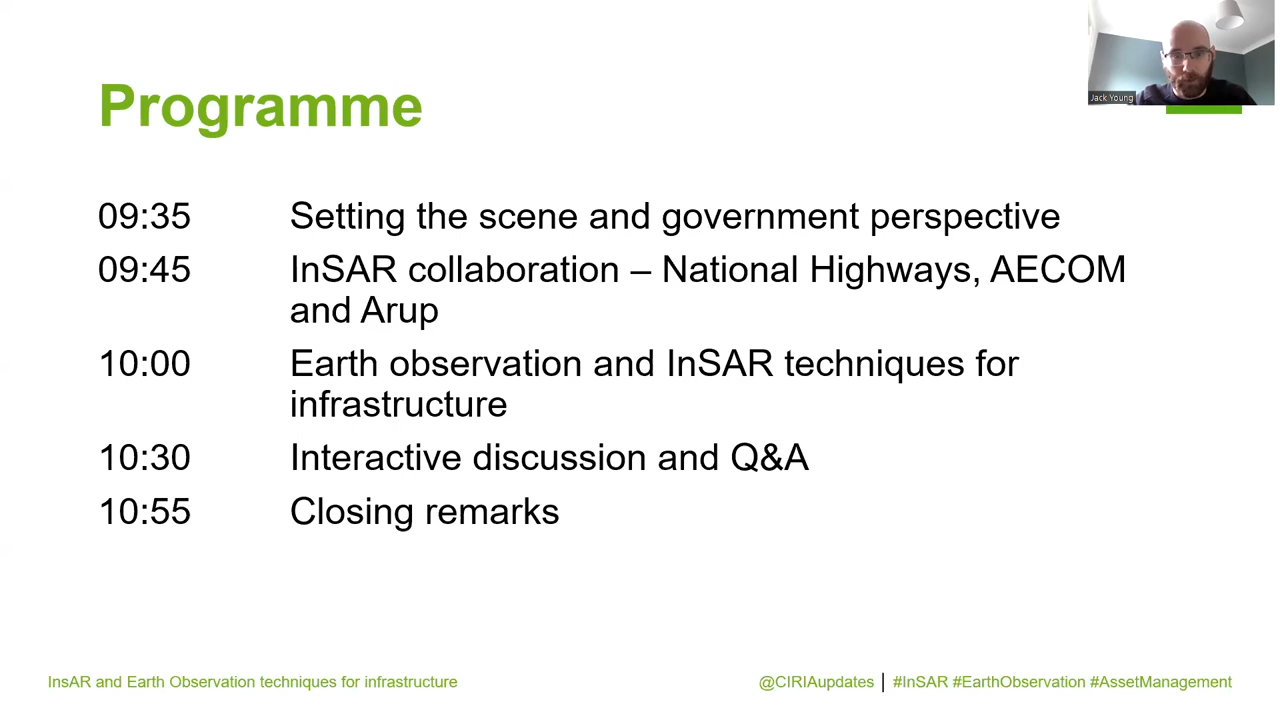 Jack Young
Programme
09:35 Setting the scene and government perspective
09:45 InSAR collaboration – National Highways, AECOM
and Arup
10:00 Earth observation and InSAR techniques for
infrastructure
10:30 Interactive discussion and Q&A
10:55 Closing remarks
InsAR and Earth Observation techniques for infrastructure
@CIRIAupdates | #InSAR #EarthObservation #AssetManagement